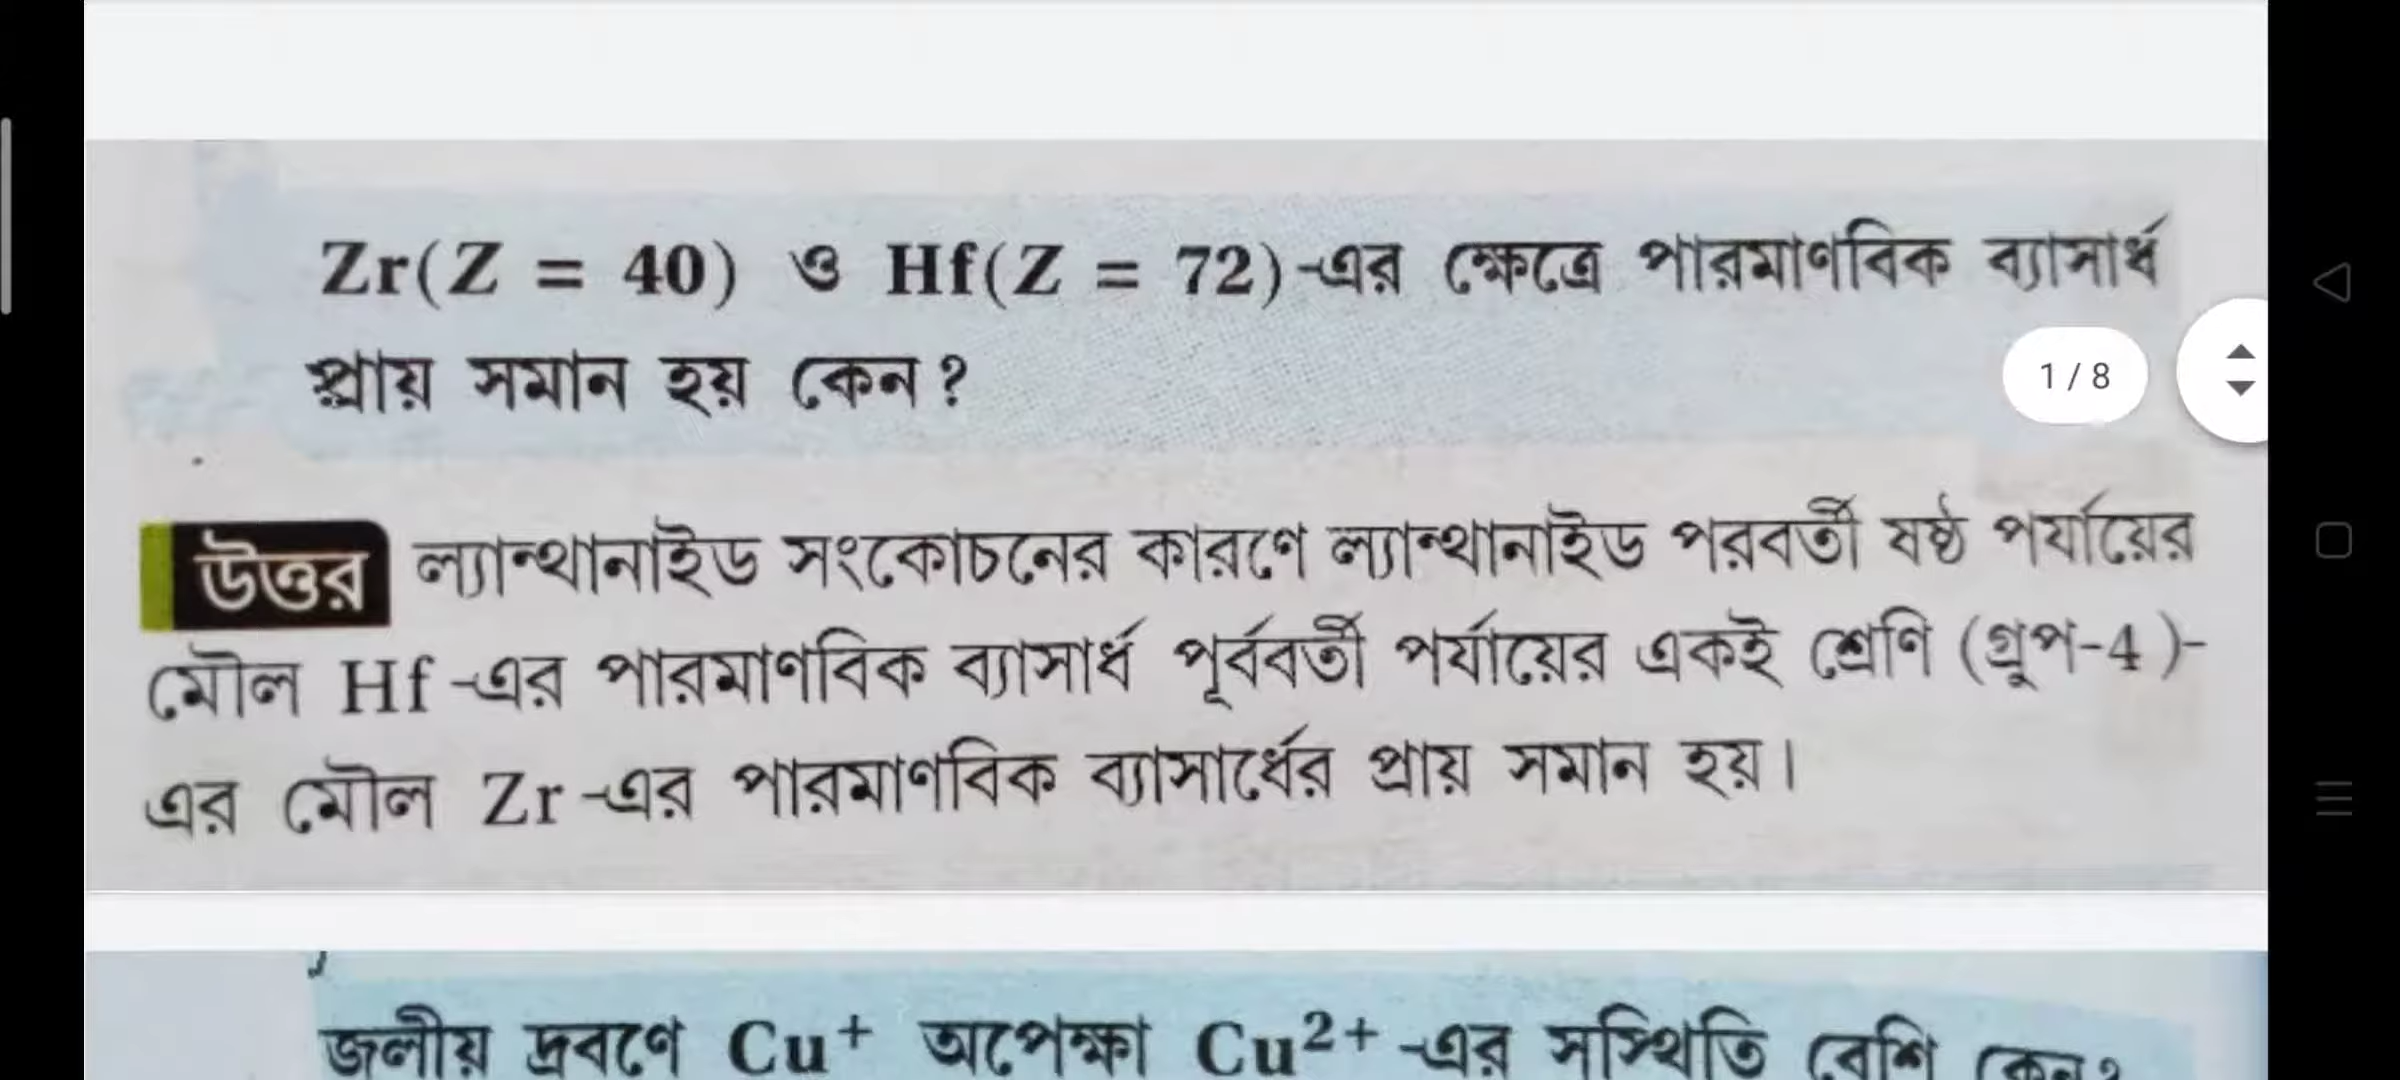 Zr(Z = 40) ও Hf(Z = 72)-এর ক্ষেত্রে পারমাণবিক ব্যাসার্ধ
প্রায় সমান হয় কেন?
1 / 8
উত্তর ল্যান্থানাইড সংকোচনের কারণে ল্যান্থানাইড পরবর্তী ষষ্ঠ পর্যায়ের
মৌল Hf-এর পারমাণবিক ব্যাসার্ধ পূর্ববর্তী পর্যায়ের একই শ্রেণি (গ্রুপ-4)-
এর মৌল Zr-এর পারমাণবিক ব্যাসার্ধের প্রায় সমান হয়।
জলীয় দ্রবণে Cu⁺ অপেক্ষা Cu²⁺-এর সুস্থিতি বেশি কেন?